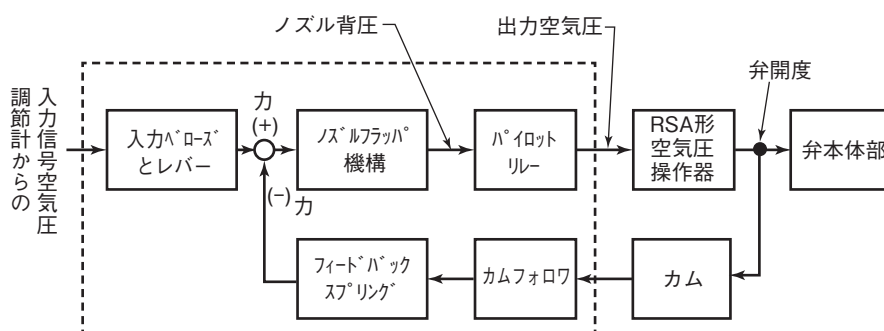 ノズル背圧
出力空気圧
弁開度
調節計からの
入力信号空気圧
入力ﾍﾞﾛｰｽﾞ
とレバー
力
(+)
(−)
力
ﾉｽﾞﾙﾌﾗｯﾊﾟ
機構
ﾊﾟｲﾛｯﾄ
ﾘﾚｰ
RSA形
空気圧
操作器
弁本体部
ﾌｨｰﾄﾞﾊﾞｯｸ
ｽﾌﾟﾘﾝｸﾞ
カムフォロワ
カム